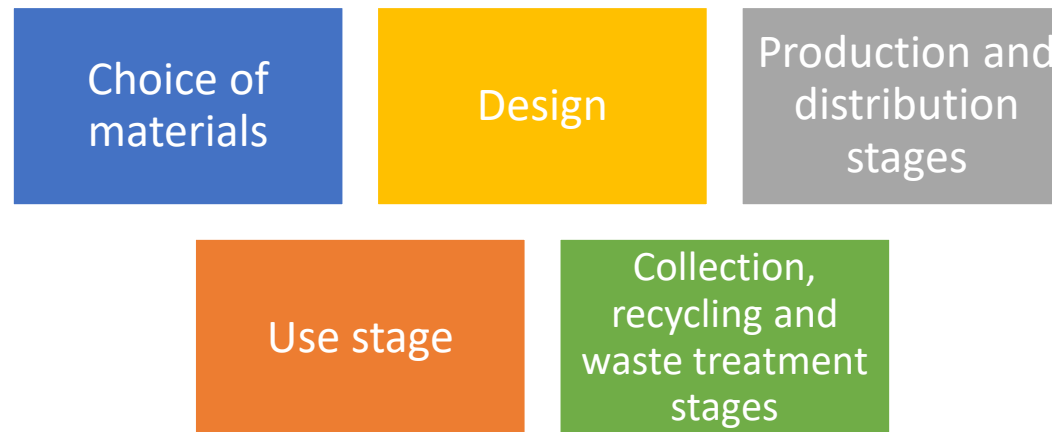 Choice of
materials
Design
Production and
distribution
stages
Use stage
Collection,
recycling and
waste treatment
stages